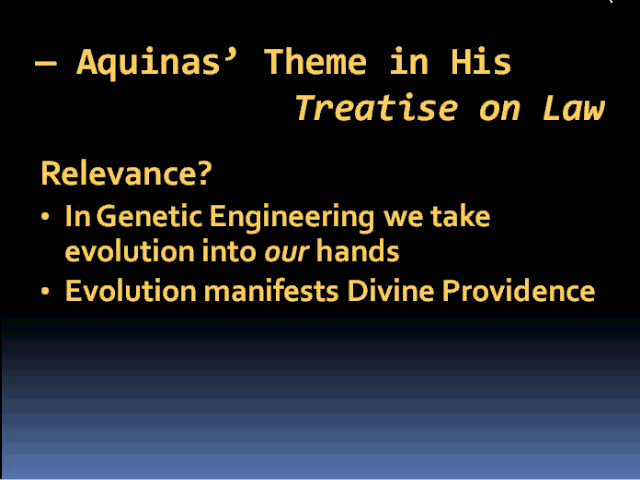 — Aquinas’ Theme in His
Treatise on Law
Relevance?
• In Genetic Engineering we take
evolution into our hands
• Evolution manifests Divine Providence